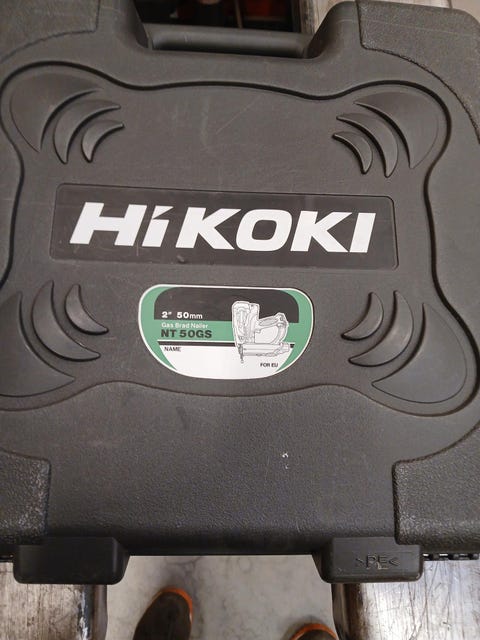 HiKOKI
2" 50mm
Gas Brad Nailer
NT 50GS
NAME
FOR EU
>PE<